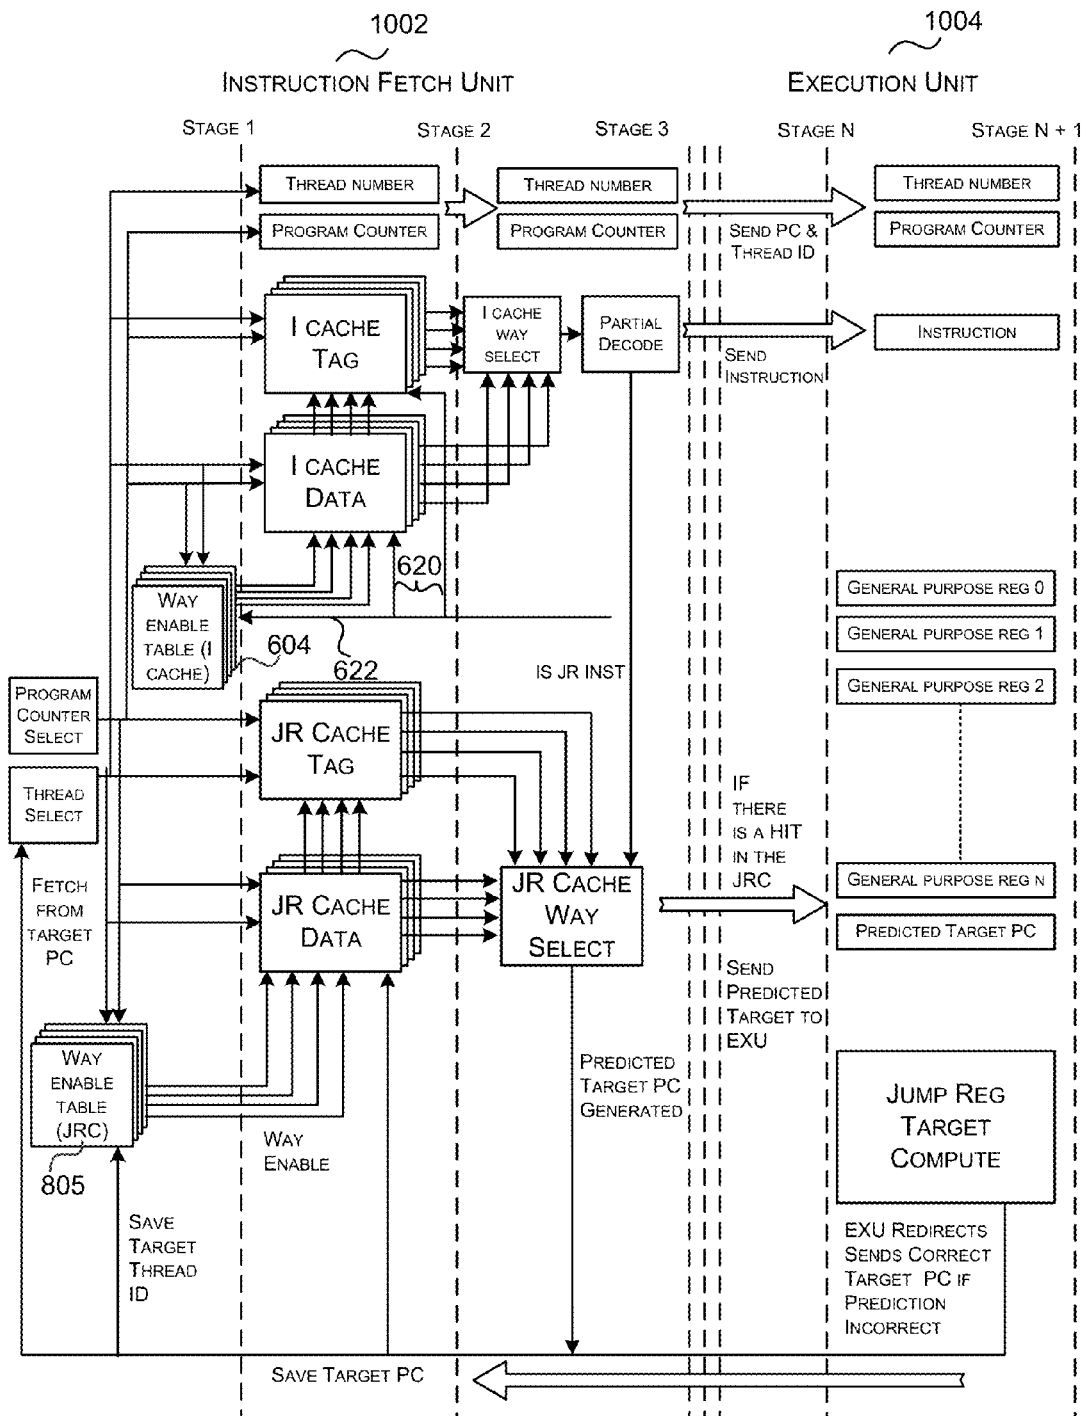 1002
1004
INSTRUCTION FETCH UNIT
EXECUTION UNIT
STAGE 1
STAGE 2
STAGE 3
STAGE N
STAGE N + 1
THREAD NUMBER
THREAD NUMBER
THREAD NUMBER
PROGRAM COUNTER
PROGRAM COUNTER
PROGRAM COUNTER
SEND PC &
THREAD ID
I CACHE
TAG
I CACHE
WAY
SELECT
PARTIAL
DECODE
INSTRUCTION
SEND
INSTRUCTION
I CACHE
DATA
620
WAY
ENABLE
TABLE (I
CACHE)
604
622
GENERAL PURPOSE REG 0
GENERAL PURPOSE REG 1
GENERAL PURPOSE REG 2
IS JR INST
PROGRAM
COUNTER
SELECT
JR CACHE
TAG
THREAD
SELECT
IF
THERE
IS A HIT
IN THE
JRC
FETCH
FROM
TARGET
PC
JR CACHE
DATA
JR CACHE
WAY
SELECT
GENERAL PURPOSE REG N
PREDICTED TARGET PC
SEND
PREDICTED
TARGET TO
EXU
WAY
ENABLE
TABLE
(JRC)
805
WAY
ENABLE
PREDICTED
TARGET PC
GENERATED
JUMP REG
TARGET
COMPUTE
SAVE
TARGET
THREAD
ID
EXU REDIRECTS
SENDS CORRECT
TARGET PC IF
PREDICTION
INCORRECT
SAVE TARGET PC